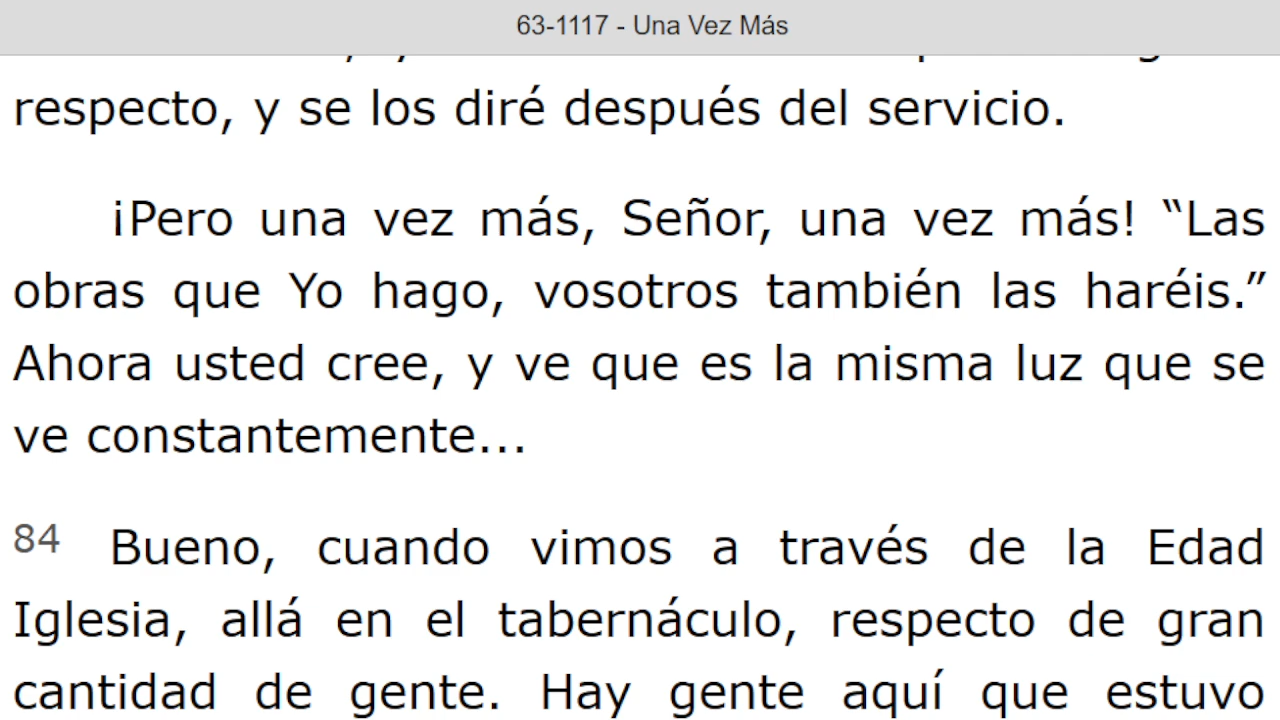 63-1117 - Una Vez Más
respecto, y se los diré después del servicio.
¡Pero una vez más, Señor, una vez más! “Las
obras que Yo hago, vosotros también las haréis.”
Ahora usted cree, y ve que es la misma luz que se
ve constantemente...
84 Bueno, cuando vimos a través de la Edad
Iglesia, allá en el tabernáculo, respecto de gran
cantidad de gente. Hay gente aquí que estuvo